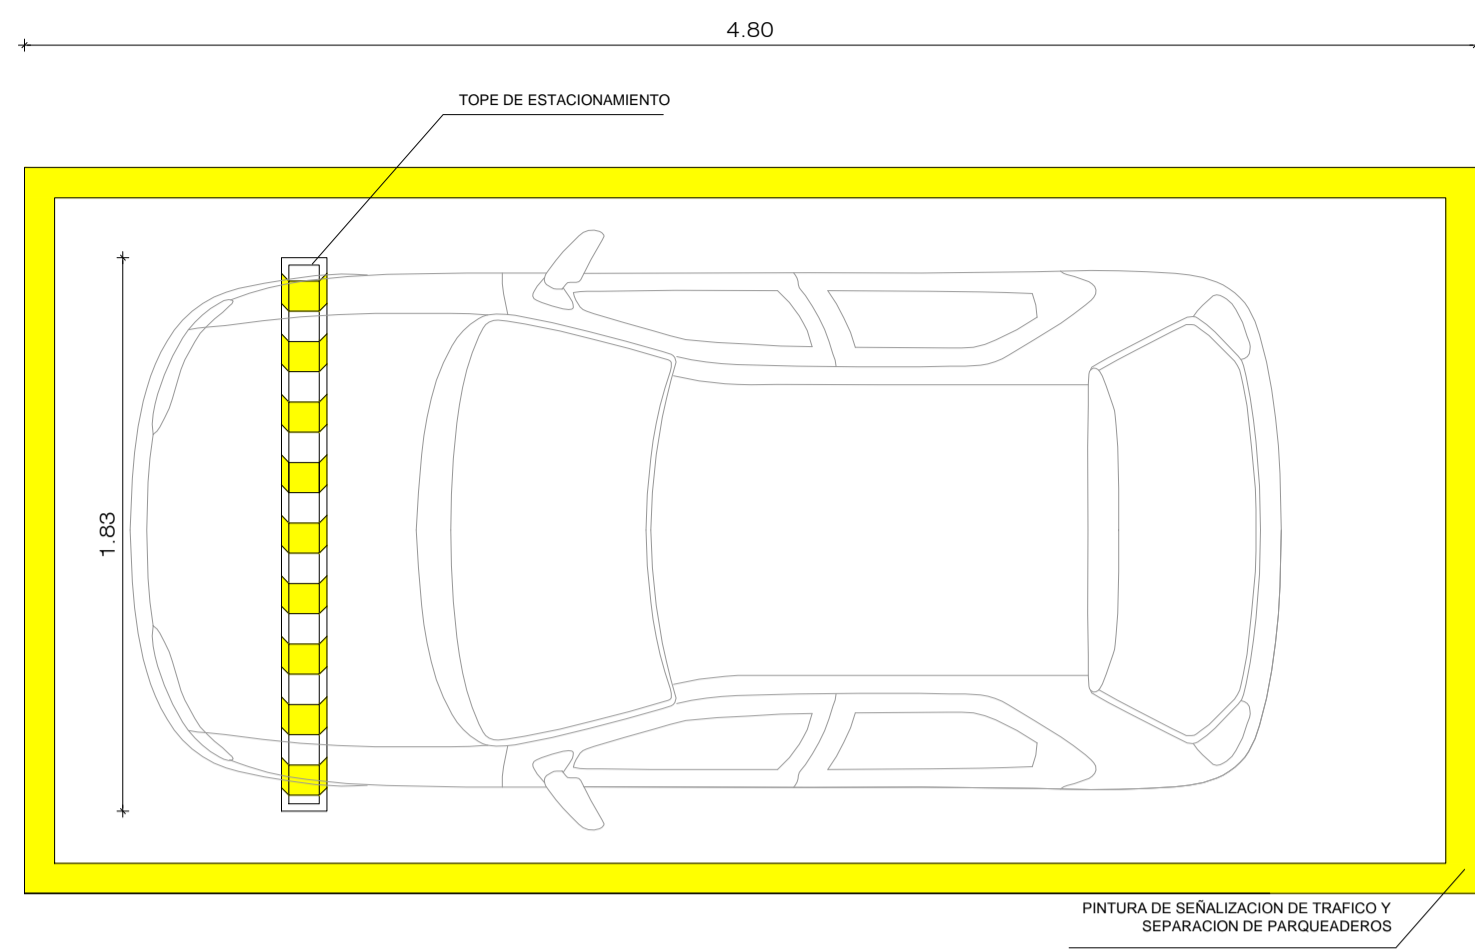 4.80
TOPE DE ESTACIONAMIENTO
1.83
PINTURA DE SEÑALIZACION DE TRAFICO Y
SEPARACION DE PARQUEADEROS